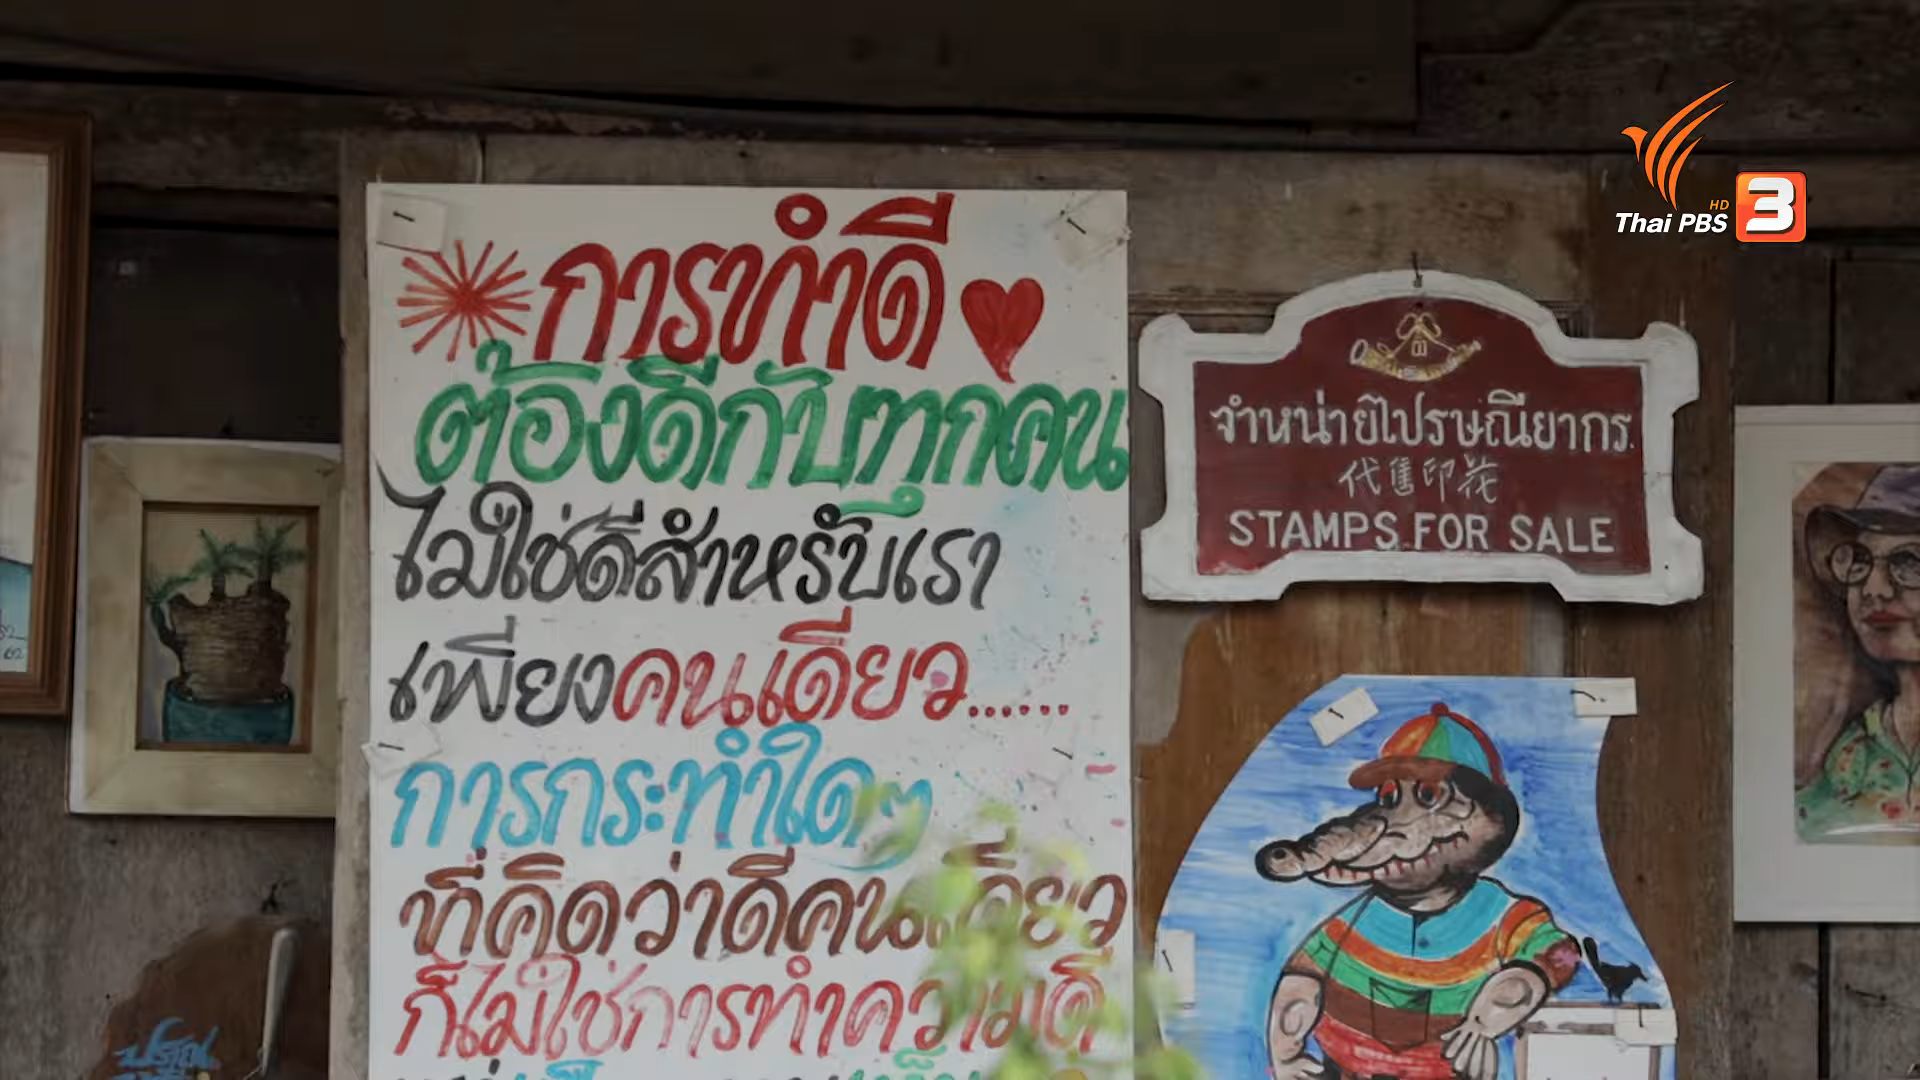 การทำดี
ต้องดีกับทุกคน
ไม่ใช่ดีสำหรับเรา
เพียงคนเดียว......
การกระทำใดๆ
ที่คิดว่าดีคนเดียว
ก็ไม่ใช่การทำความดี
จำหน่ายไปรษณียากร.
代售印花
STAMPS FOR SALE
HD
Thai PBS 3